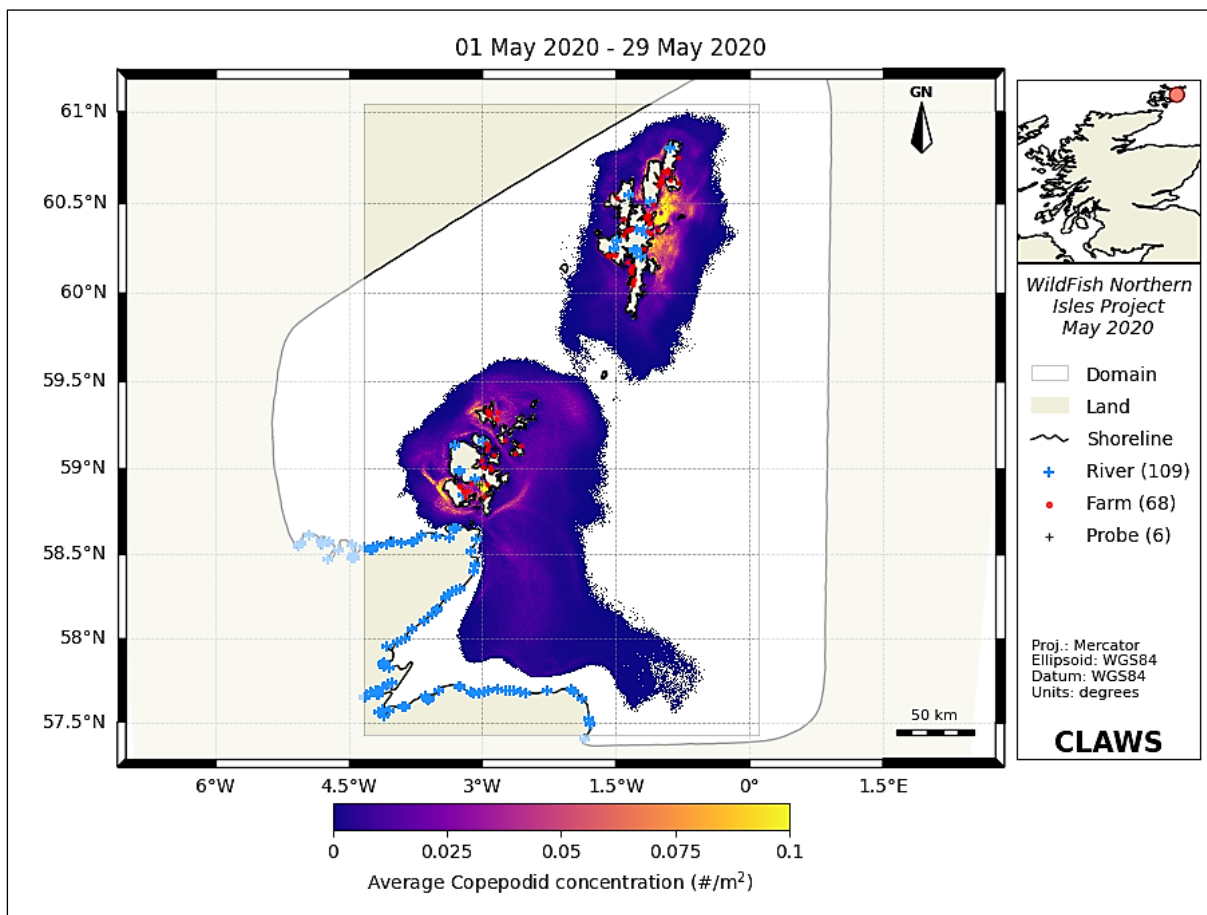 01 May 2020 - 29 May 2020
GN
61°N
60.5°N
60°N
59.5°N
59°N
58.5°N
58°N
57.5°N
6°W
4.5°W
3°W
1.5°W
0°
1.5°E
50 km
0
0.025
0.05
0.075
0.1
Average Copepodid concentration (#/m²)
WildFish Northern
Isles Project
May 2020
Domain
Land
Shoreline
River (109)
Farm (68)
Probe (6)
Proj.: Mercator
Ellipsoid: WGS84
Datum: WGS84
Units: degrees
CLAWS